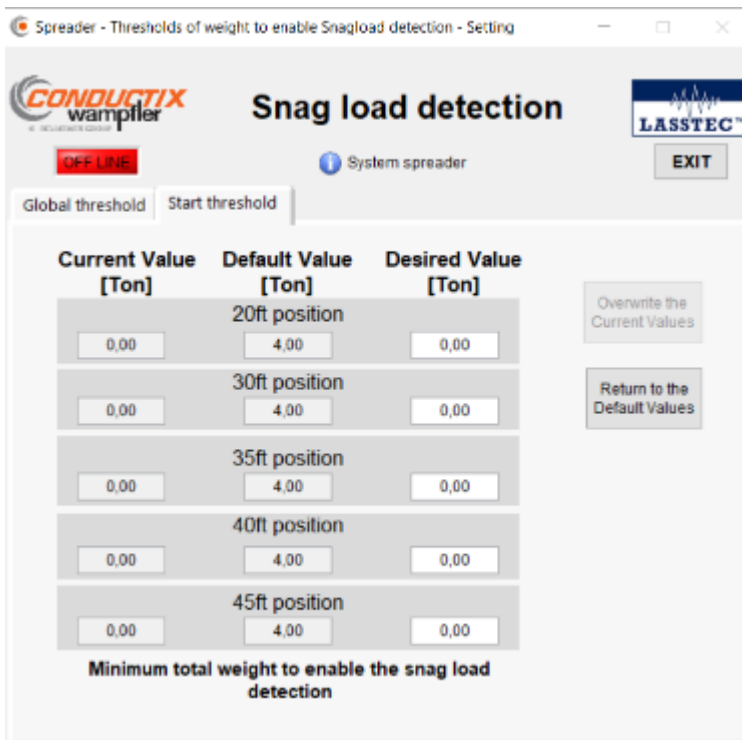 Spreader - Thresholds of weight to enable Snagload detection - Setting
CONDUCTIX
wampfler
Snag load detection
LASSTEC™
OFF LINE
System spreader
EXIT
Global threshold Start threshold
Current Value Default Value Desired Value
[Ton] [Ton] [Ton]
20ft position
0,00 4,00 0,00
Overwrite the
Current Values
30ft position
0,00 4,00 0,00
Return to the
Default Values
35ft position
0,00 4,00 0,00
40ft position
0,00 4,00 0,00
45ft position
0,00 4,00 0,00
Minimum total weight to enable the snag load
detection